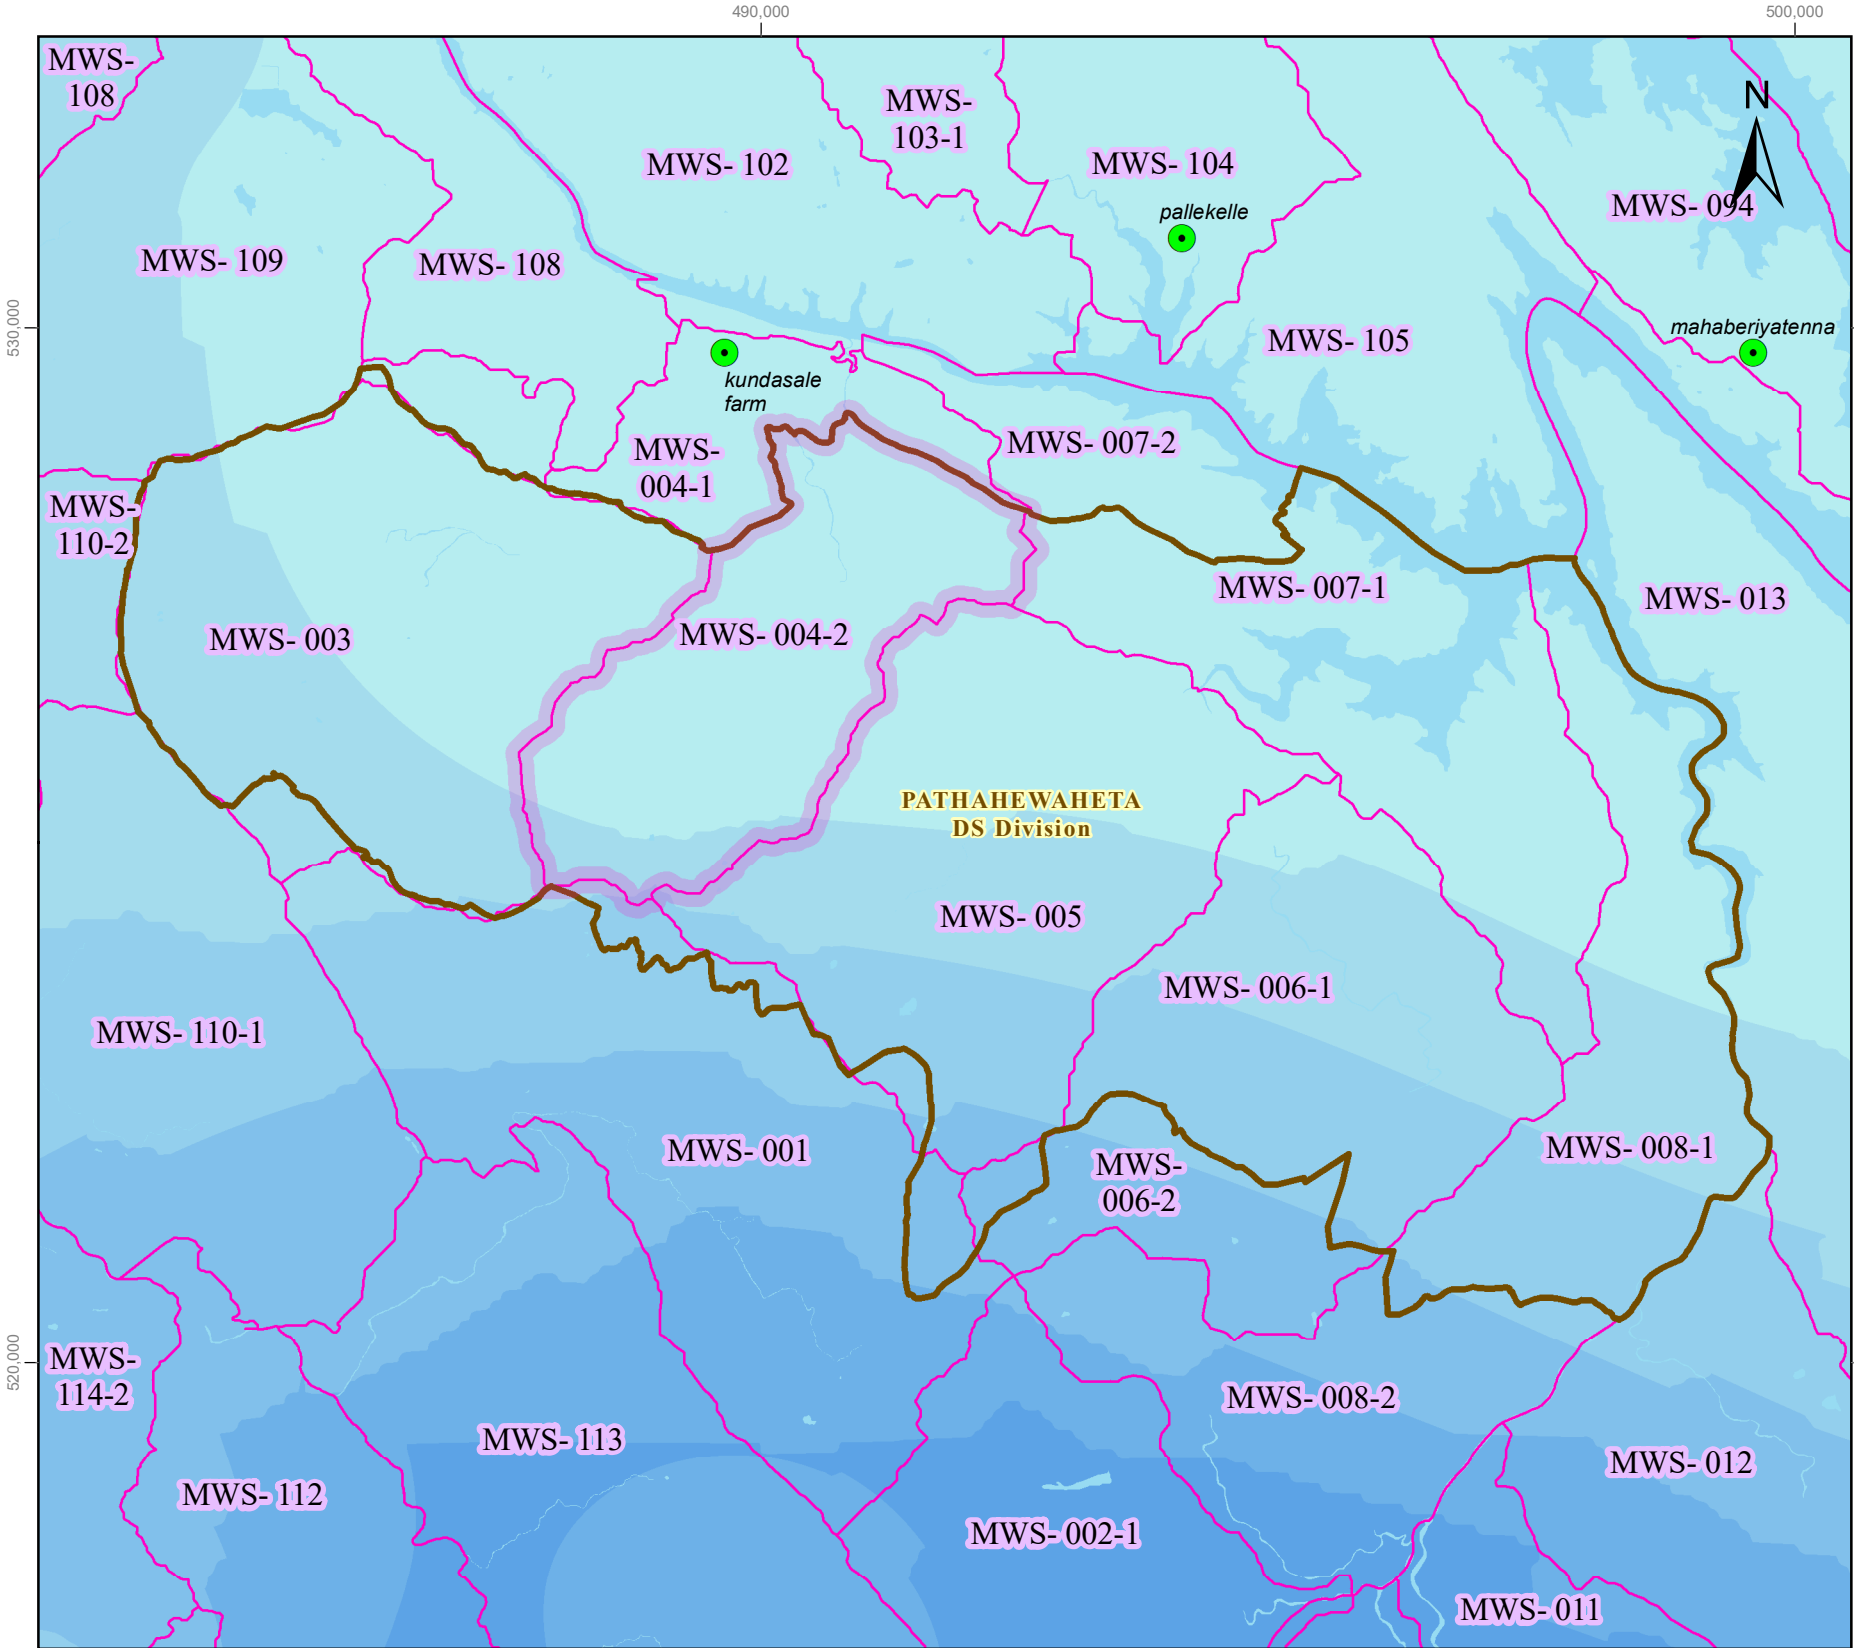 490,000
500,000
MWS-
108
N
MWS-
103-1
MWS- 102
MWS- 104
MWS- 094
pallekelle
MWS- 109
MWS- 108
530,000
mahaberiyatenna
MWS- 105
kundasale
farm
MWS-
004-1
MWS- 007-2
MWS-
110-2
MWS- 007-1
MWS- 013
MWS- 003
MWS- 004-2
PATHAHEWAHETA
DS Division
MWS- 005
MWS- 006-1
MWS- 110-1
MWS- 001
MWS-
006-2
MWS- 008-1
520,000
MWS-
114-2
MWS- 008-2
MWS- 113
MWS- 012
MWS- 112
MWS- 002-1
MWS- 011